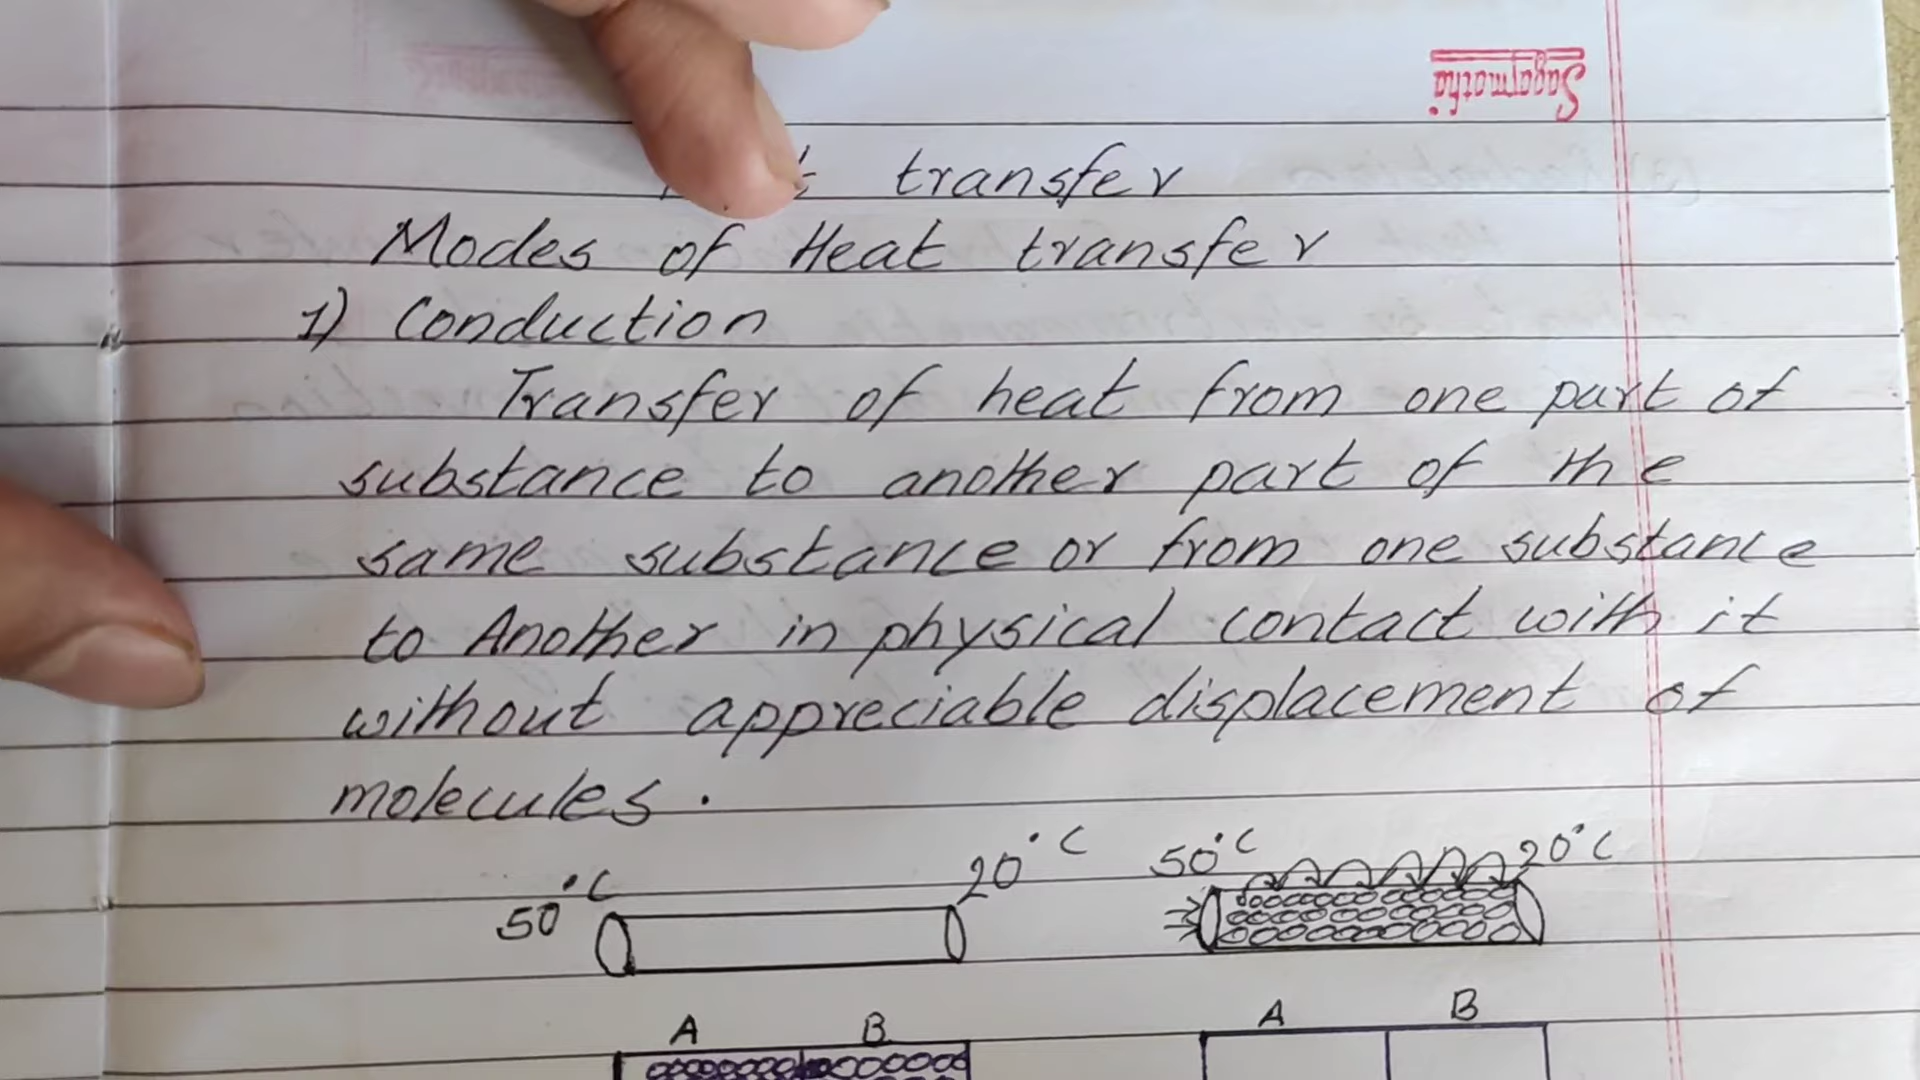 Sagarmatha
transfer
Modes of Heat transfer
1) Conduction
Transfer of heat from one part of
substance to another part of the
same substance or from one substance
to Another in physical contact with it
without appreciable displacement of
molecules.
50°C 20°C 50°C 20°C
A B A B